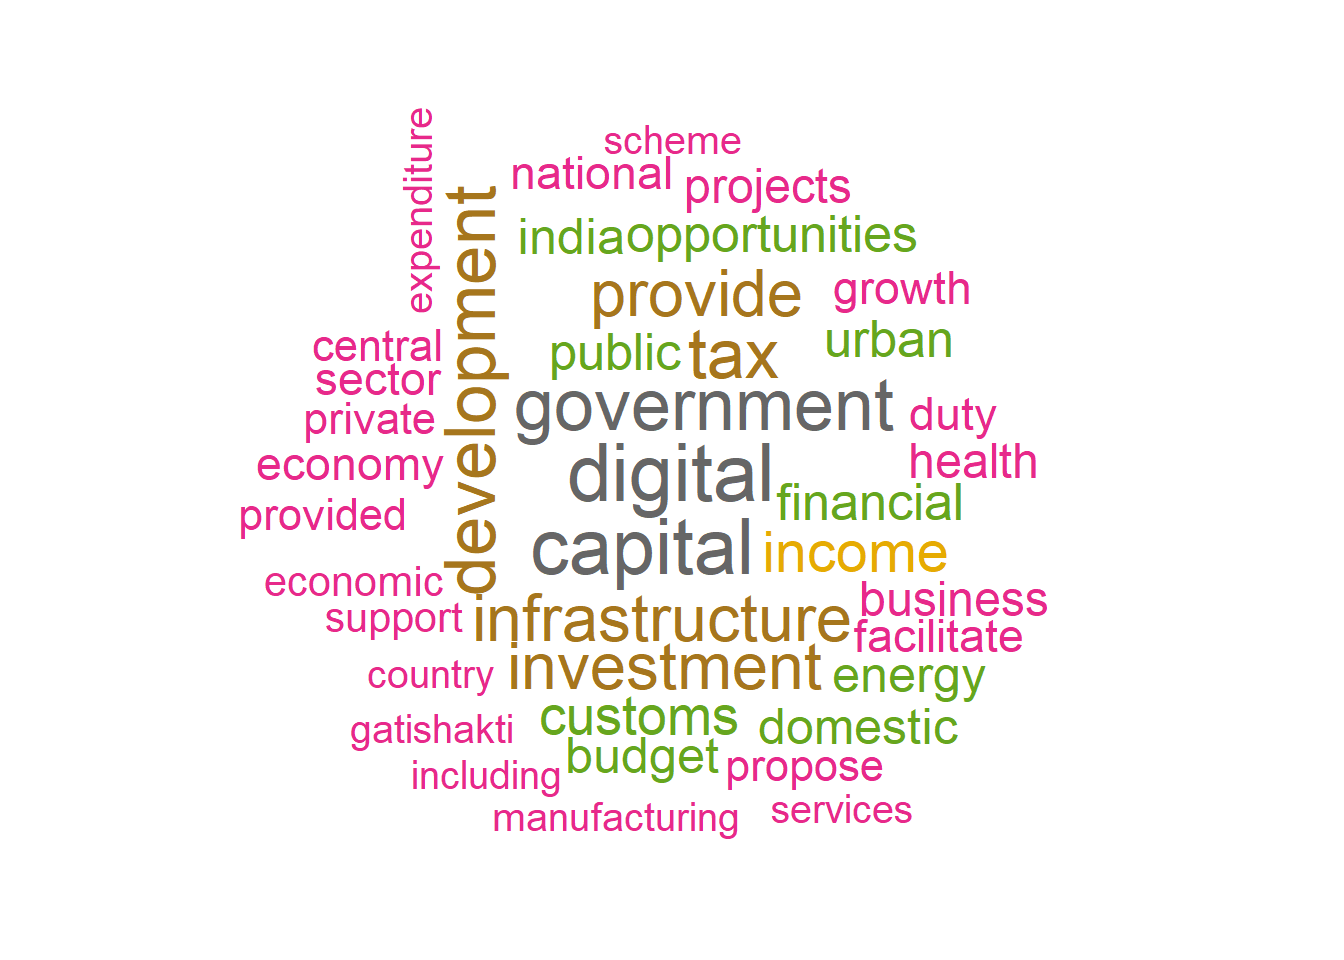 expenditure
scheme
national
projects
development
india
opportunities
provide
growth
central
public
tax
urban
sector
government
private
duty
economy
digital
health
provided
financial
capital
income
economic
support
infrastructure
business
facilitate
country
investment
energy
gatishakti
customs
domestic
including
budget
propose
manufacturing
services